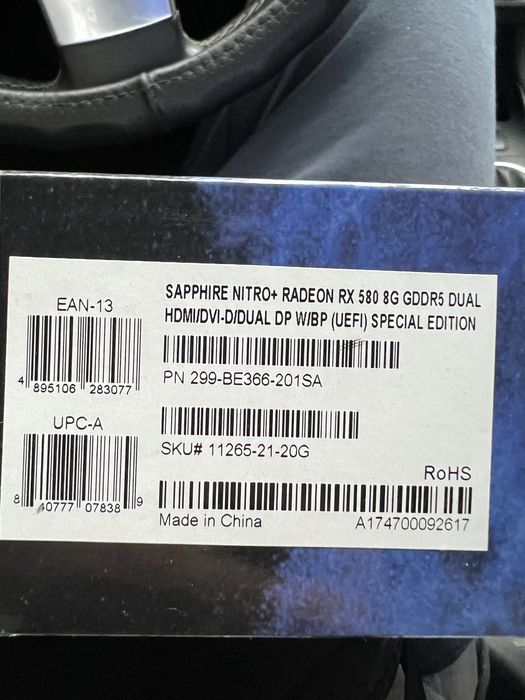 EAN-13
4 895106 283077
UPC-A
8 40777 07838 9
SAPPHIRE NITRO+ RADEON RX 580 8G GDDR5 DUAL
HDMI/DVI-D/DUAL DP W/BP (UEFI) SPECIAL EDITION
PN 299-BE366-201SA
SKU# 11265-21-20G
RoHS
Made in China
A174700092617